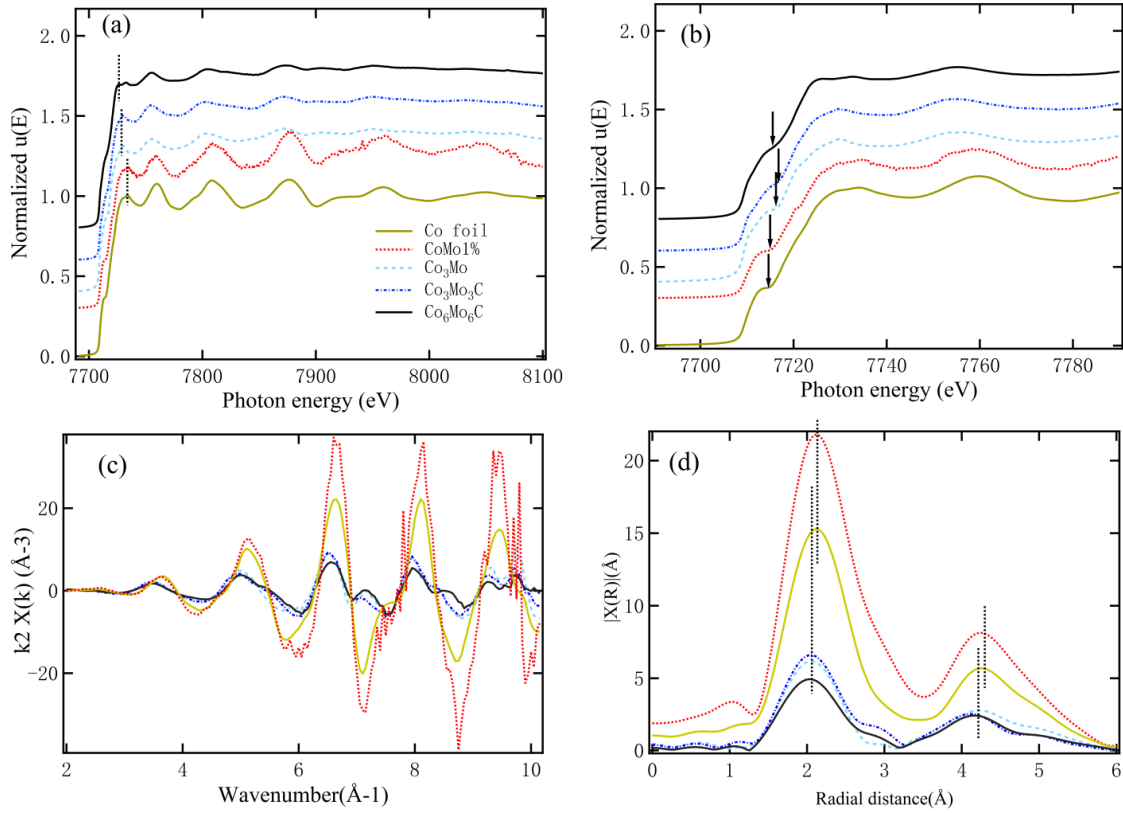 (a)
2.0
1.5
1.0
0.5
0.0
Normalized u(E)
Co foil
CoMo1%
Co3Mo
Co3Mo3C
Co6Mo6C
7700 7800 7900 8000 8100
Photon energy (eV)
(b)
2.0
1.5
1.0
0.5
0.0
Normalized u(E)
7700 7720 7740 7760 7780
Photon energy (eV)
(c)
20
0
−20
k2 X(k) (Å-3)
2 4 6 8 10
Wavenumber(Å-1)
(d)
20
15
10
5
0
|X(R)|(Å)
0 1 2 3 4 5 6
Radial distance(Å)